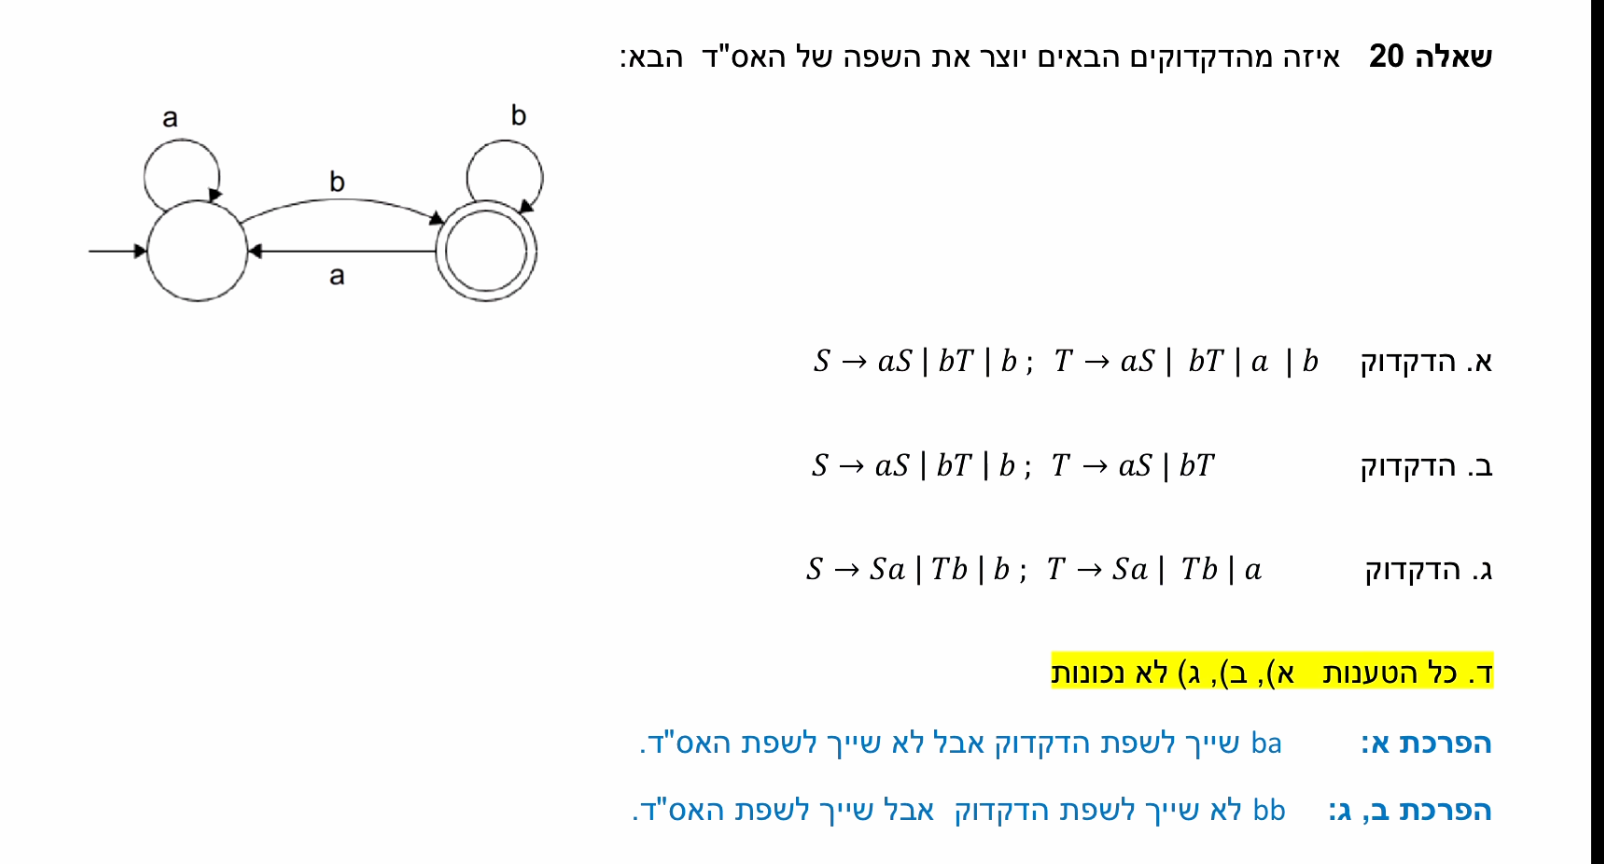 שאלה 20 איזה מהדקדוקים הבאים יוצר את השפה של האס"ד הבא:
a
b
b
a
א. הדקדוק S → aS | bT | b ; T → aS | bT | a | b
ב. הדקדוק S → aS | bT | b ; T → aS | bT
ג. הדקדוק S → Sa | Tb | b ; T → Sa | Tb | a
ד. כל הטענות א), ב), ג) לא נכונות
הפרכת א: ba שייך לשפת הדקדוק אבל לא שייך לשפת האס"ד.
הפרכת ב, ג: bb לא שייך לשפת הדקדוק אבל שייך לשפת האס"ד.